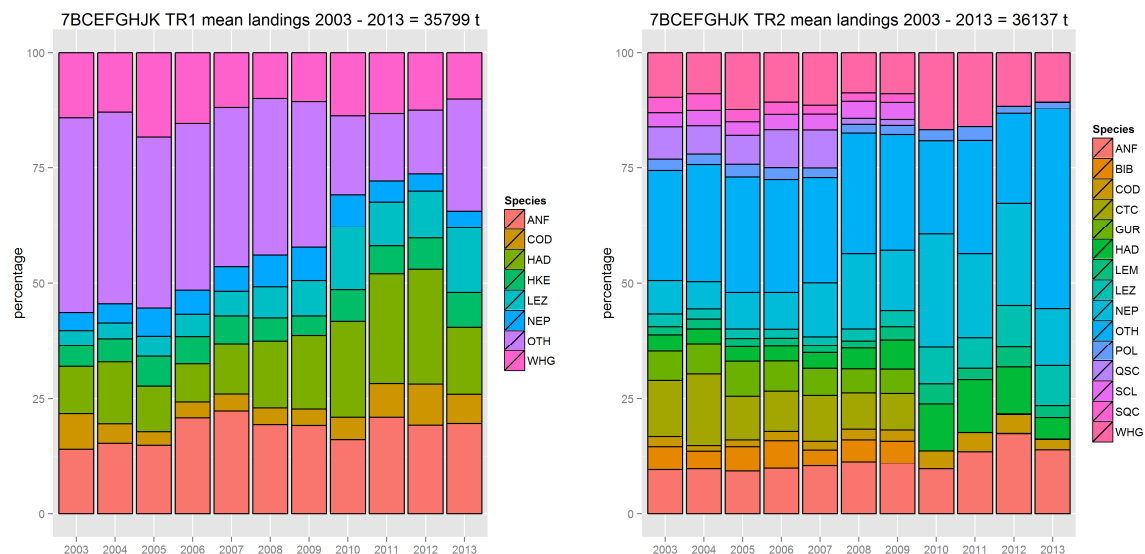 7BCEFGHJK TR1 mean landings 2003 - 2013 = 35799 t
100
75
50
25
0
percentage
2003 2004 2005 2006 2007 2008 2009 2010 2011 2012 2013
Species
ANF
COD
HAD
HKE
LEZ
NEP
OTH
WHG
7BCEFGHJK TR2 mean landings 2003 - 2013 = 36137 t
100
75
50
25
0
percentage
2003 2004 2005 2006 2007 2008 2009 2010 2011 2012 2013
Species
ANF
BIB
COD
CTC
GUR
HAD
LEM
LEZ
NEP
OTH
POL
QSC
SCL
SQC
WHG